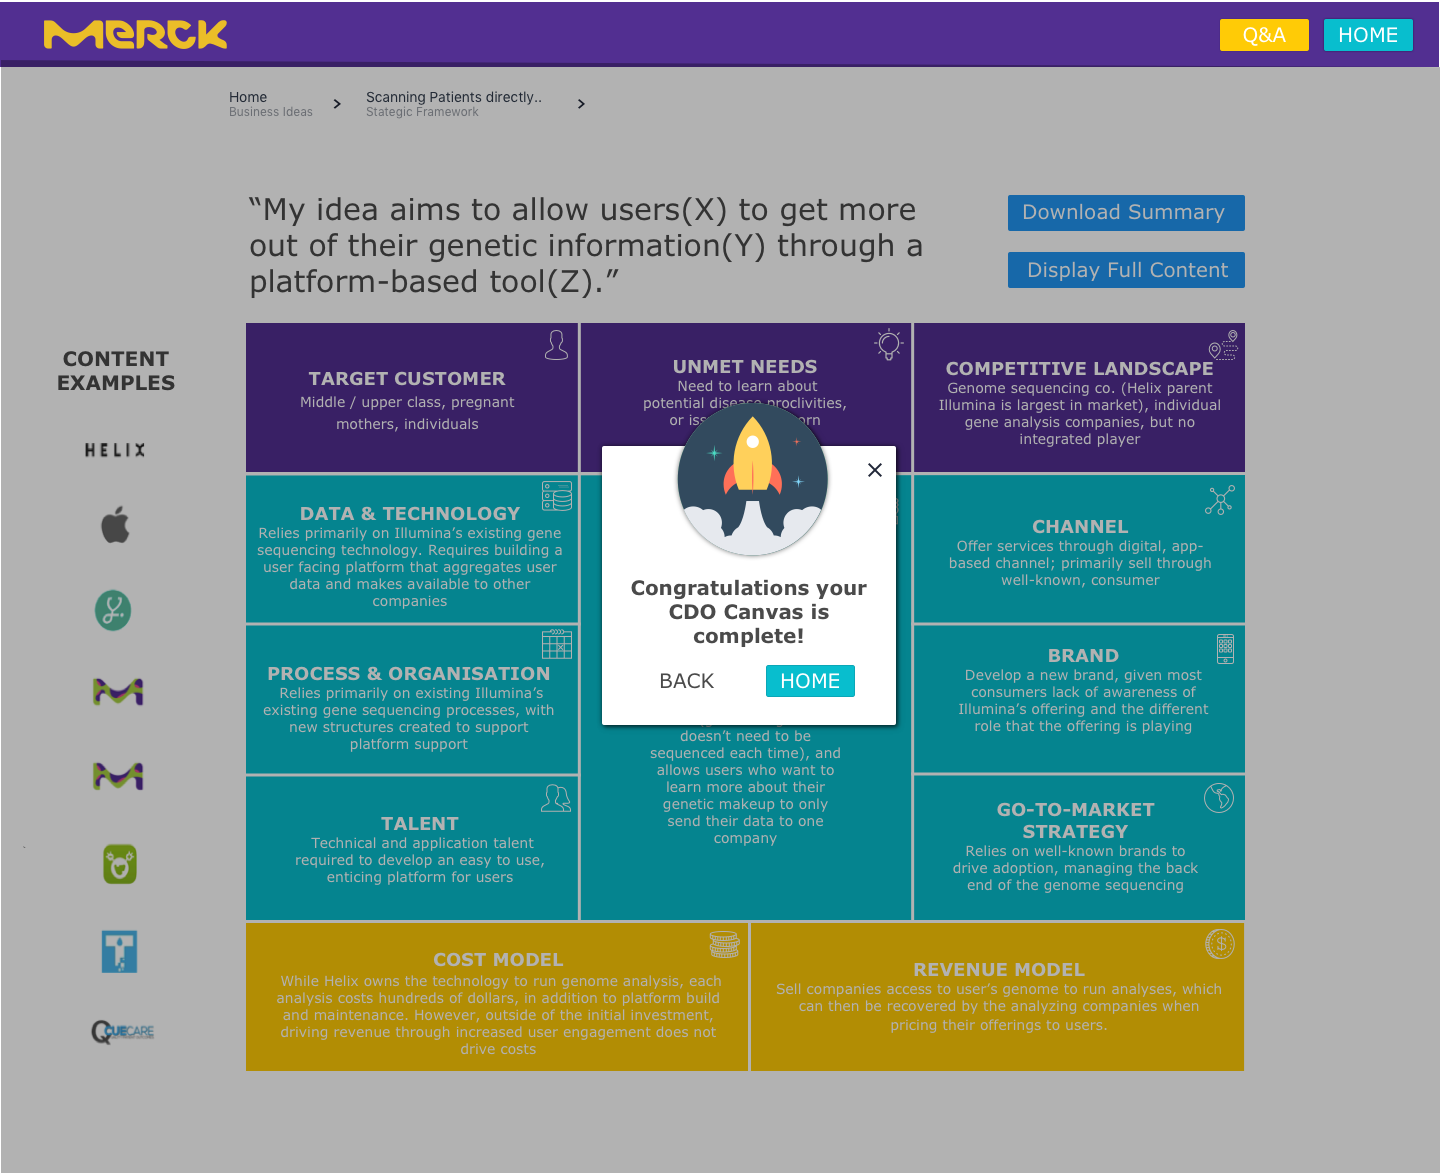 MERCK
Q&A
HOME
Home
Business Ideas
Scanning Patients directly..
Stategic Framework
“My idea aims to allow users(X) to get more
out of their genetic information(Y) through a
platform-based tool(Z).”
Download Summary
Display Full Content
CONTENT
EXAMPLES
HELIX
QCUECARE
TARGET CUSTOMER
Middle / upper class, pregnant
mothers, individuals
UNMET NEEDS
Need to learn about
potential disease proclivities,
or
COMPETITIVE LANDSCAPE
Genome sequencing co. (Helix parent
Illumina is largest in market), individual
gene analysis companies, but no
integrated player
DATA & TECHNOLOGY
Relies primarily on Illumina’s existing gene
sequencing technology. Requires building a
user facing platform that aggregates user
data and makes available to other
companies
CHANNEL
Offer services through digital, app-
based channel; primarily sell through
well-known, consumer
Congratulations your
CDO Canvas is
complete!
BACK
HOME
PROCESS & ORGANISATION
Relies primarily on existing Illumina’s
existing gene sequencing processes, with
new structures created to support
platform support
BRAND
Develop a new brand, given most
consumers lack of awareness of
Illumina’s offering and the different
role that the offering is playing
doesn’t need to be
sequenced each time), and
allows users who want to
learn more about their
genetic makeup to only
send their data to one
company
TALENT
Technical and application talent
required to develop an easy to use,
enticing platform for users
GO-TO-MARKET
STRATEGY
Relies on well-known brands to
drive adoption, managing the back
end of the genome sequencing
COST MODEL
While Helix owns the technology to run genome analysis, each
analysis costs hundreds of dollars, in addition to platform build
and maintenance. However, outside of the initial investment,
driving revenue through increased user engagement does not
drive costs
REVENUE MODEL
Sell companies access to user’s genome to run analyses, which
can then be recovered by the analyzing companies when
pricing their offerings to users.